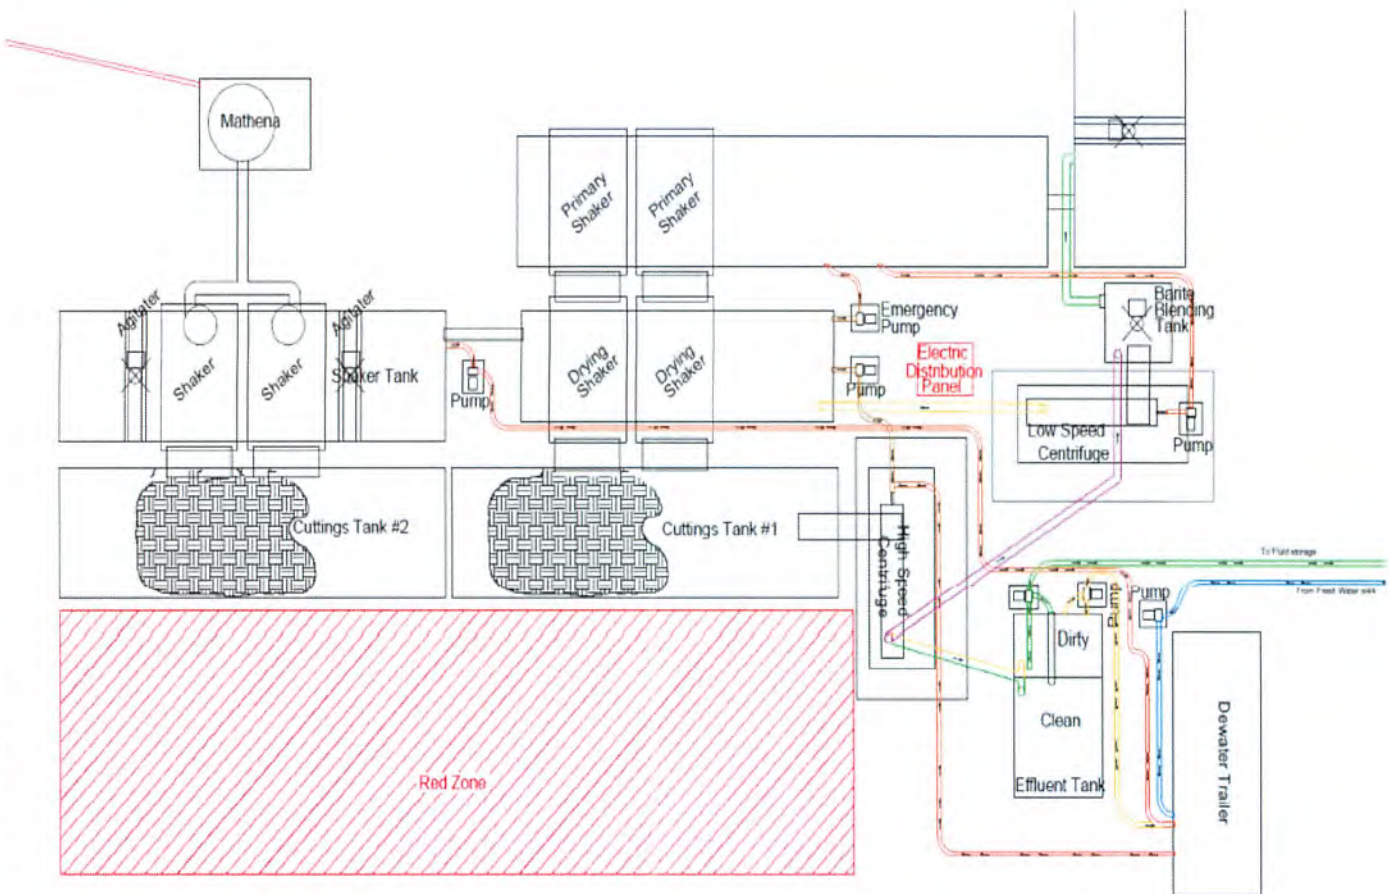 Mathena
Primary
Shaker
Primary
Shaker
Agitater
Agitater
Shaker
Shaker
Shaker Tank
Pump
Drying
Shaker
Drying
Shaker
Emergency
Pump
Pump
Electric
Distribution
Panel
Barite
Blending
Tank
Low Speed
Centrifuge
Pump
Cuttings Tank #2
Cuttings Tank #1
High Speed
Centrifuge
To Fluid storage
From Fresh Water
Pump
Pump
Dirty
Clean
Effluent Tank
Dewater Trailer
Red Zone